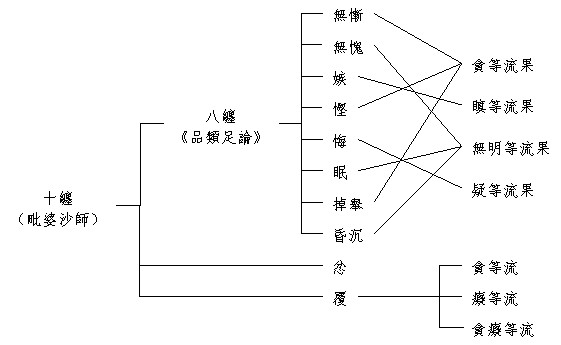 十纏
（毗婆沙師）
八纏
《品類足論》
無慚
無愧
嫉
慳
悔
眠
掉舉
昏沉
忿
覆
貪等流果
瞋等流果
無明等流果
疑等流果
貪等流
癡等流
貪癡等流